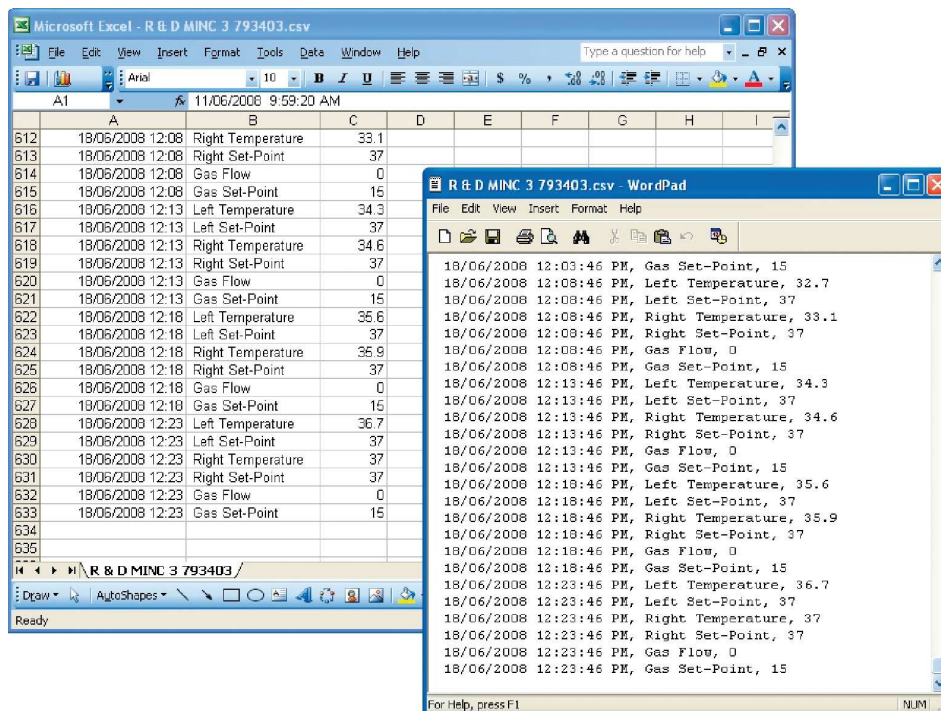 Microsoft Excel - R & D MINC 3 793403.csv
File Edit View Insert Format Tools Data Window Help Type a question for help
Arial 10 B I U $ % ,
A1 fx 11/06/2008 9:59:20 AM
A B C D E F G H I
612 18/06/2008 12:08 Right Temperature 33.1
613 18/06/2008 12:08 Right Set-Point 37
614 18/06/2008 12:08 Gas Flow 0
615 18/06/2008 12:08 Gas Set-Point 15
616 18/06/2008 12:13 Left Temperature 34.3
617 18/06/2008 12:13 Left Set-Point 37
618 18/06/2008 12:13 Right Temperature 34.6
619 18/06/2008 12:13 Right Set-Point 37
620 18/06/2008 12:13 Gas Flow 0
621 18/06/2008 12:13 Gas Set-Point 15
622 18/06/2008 12:18 Left Temperature 35.6
623 18/06/2008 12:18 Left Set-Point 37
624 18/06/2008 12:18 Right Temperature 35.9
625 18/06/2008 12:18 Right Set-Point 37
626 18/06/2008 12:18 Gas Flow 0
627 18/06/2008 12:18 Gas Set-Point 15
628 18/06/2008 12:23 Left Temperature 36.7
629 18/06/2008 12:23 Left Set-Point 37
630 18/06/2008 12:23 Right Temperature 37
631 18/06/2008 12:23 Right Set-Point 37
632 18/06/2008 12:23 Gas Flow 0
633 18/06/2008 12:23 Gas Set-Point 15
634
635
R & D MINC 3 793403
Draw AutoShapes
Ready
R & D MINC 3 793403.csv - WordPad
File Edit View Insert Format Help
18/06/2008 12:03:46 PM, Gas Set-Point, 15
18/06/2008 12:08:46 PM, Left Temperature, 32.7
18/06/2008 12:08:46 PM, Left Set-Point, 37
18/06/2008 12:08:46 PM, Right Temperature, 33.1
18/06/2008 12:08:46 PM, Right Set-Point, 37
18/06/2008 12:08:46 PM, Gas Flow, 0
18/06/2008 12:08:46 PM, Gas Set-Point, 15
18/06/2008 12:13:46 PM, Left Temperature, 34.3
18/06/2008 12:13:46 PM, Left Set-Point, 37
18/06/2008 12:13:46 PM, Right Temperature, 34.6
18/06/2008 12:13:46 PM, Right Set-Point, 37
18/06/2008 12:13:46 PM, Gas Flow, 0
18/06/2008 12:13:46 PM, Gas Set-Point, 15
18/06/2008 12:18:46 PM, Left Temperature, 35.6
18/06/2008 12:18:46 PM, Left Set-Point, 37
18/06/2008 12:18:46 PM, Right Temperature, 35.9
18/06/2008 12:18:46 PM, Right Set-Point, 37
18/06/2008 12:18:46 PM, Gas Flow, 0
18/06/2008 12:18:46 PM, Gas Set-Point, 15
18/06/2008 12:23:46 PM, Left Temperature, 36.7
18/06/2008 12:23:46 PM, Left Set-Point, 37
18/06/2008 12:23:46 PM, Right Temperature, 37
18/06/2008 12:23:46 PM, Right Set-Point, 37
18/06/2008 12:23:46 PM, Gas Flow, 0
18/06/2008 12:23:46 PM, Gas Set-Point, 15
For Help, press F1 NUM